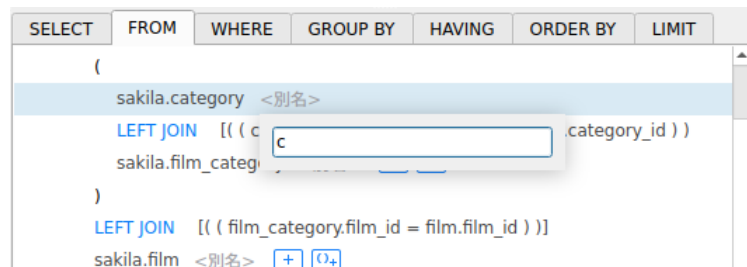 SELECT FROM WHERE GROUP BY HAVING ORDER BY LIMIT
(
sakila.category <別名>
LEFT JOIN [( ( c .category_id ) )
c
sakila.film_categ
)
LEFT JOIN [( ( film_category.film_id = film.film_id ) )]
sakila.film <別名> + ()+